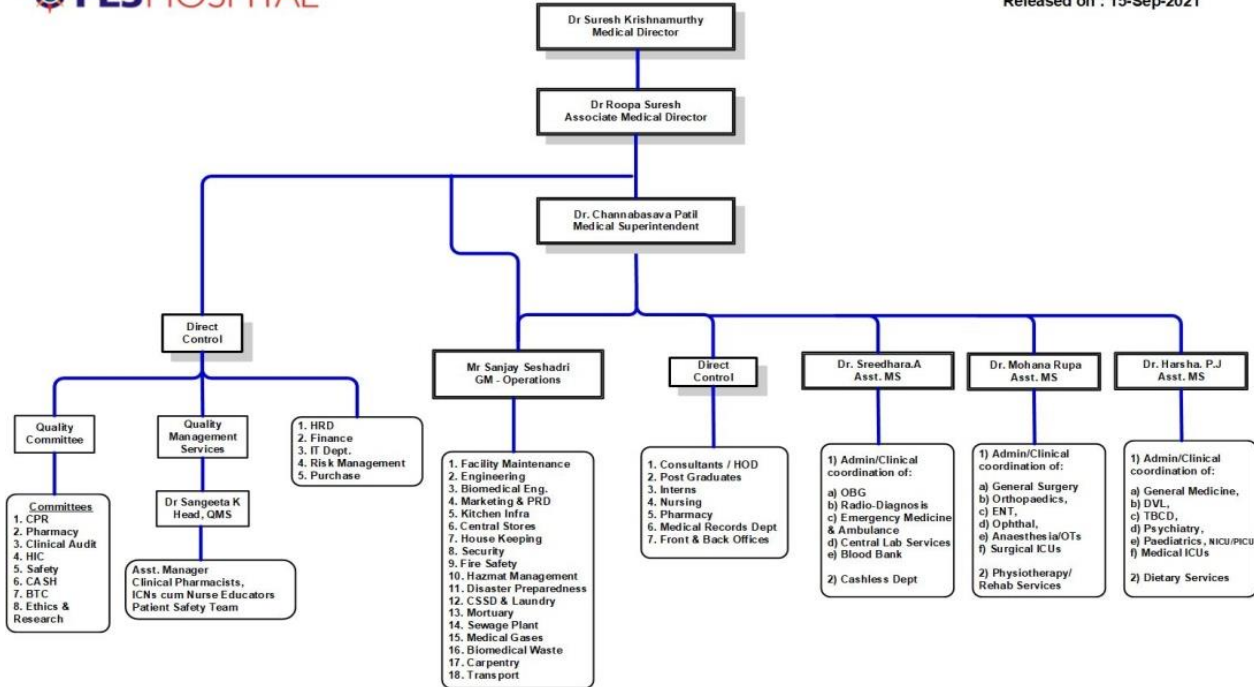 PES HOSPITAL
Released on : 15-Sep-2021
Dr Suresh Krishnamurthy
Medical Director
Dr Roopa Suresh
Associate Medical Director
Dr. Channabasava Patil
Medical Superintendent
Direct
Control
Quality
Committee
Committees
1. CPR
2. Pharmacy
3. Clinical Audit
4. HIC
5. Safety
6. CASH
7. BTC
8. Ethics &
Research
Quality
Management
Services
Dr Sangeeta K
Head, QMS
Asst. Manager
Clinical Pharmacists,
ICNs cum Nurse Educators
Patient Safety Team
1. HRD
2. Finance
3. IT Dept.
4. Risk Management
5. Purchase
Mr Sanjay Seshadri
GM - Operations
1. Facility Maintenance
2. Engineering
3. Biomedical Eng.
4. Marketing & PRD
5. Kitchen Infra
6. Central Stores
7. House Keeping
8. Security
9. Fire Safety
10. Hazmat Management
11. Disaster Preparedness
12. CSSD & Laundry
13. Mortuary
14. Sewage Plant
15. Medical Gases
16. Biomedical Waste
17. Carpentry
18. Transport
Direct
Control
1. Consultants / HOD
2. Post Graduates
3. Interns
4. Nursing
5. Pharmacy
6. Medical Records Dept
7. Front & Back Offices
Dr. Sreedhara.A
Asst. MS
1) Admin/Clinical
coordination of:
a) OBG
b) Radio-Diagnosis
c) Emergency Medicine
& Ambulance
d) Central Lab Services
e) Blood Bank
2) Cashless Dept
Dr. Mohana Rupa
Asst. MS
1) Admin/Clinical
coordination of:
a) General Surgery
b) Orthopaedics,
c) ENT,
d) Ophthal,
e) Anaesthesia/OTs
f) Surgical ICUs
2) Physiotherapy/
Rehab Services
Dr. Harsha. P.J
Asst. MS
1) Admin/Clinical
coordination of:
a) General Medicine,
b) DVL,
c) TBCD,
d) Psychiatry,
e) Paediatrics, NICU/PICU
f) Medical ICUs
2) Dietary Services